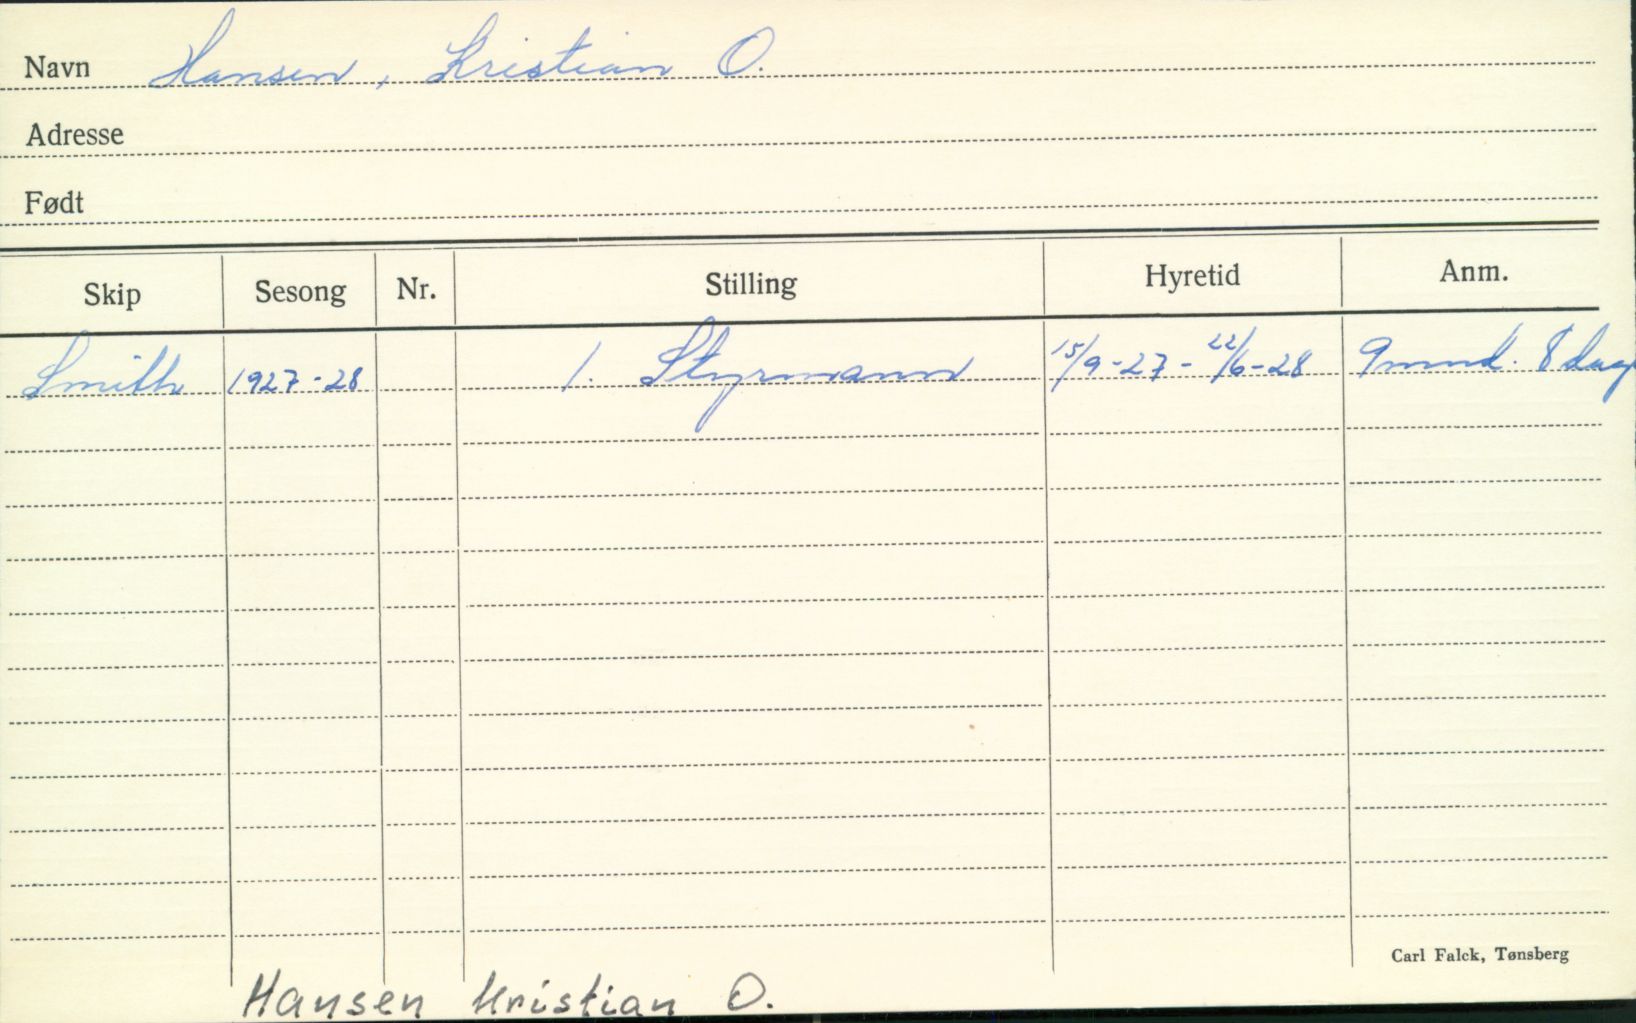 Navn Hansen, Kristian O.
Adresse
Født
Skip Sesong Nr. Stilling Hyretid Anm.
Smith 1927-28 1. Styrmann 15/9-27 - 22/6-28 9 mnd. 8 dag
Carl Falck, Tønsberg
Hansen Kristian O.